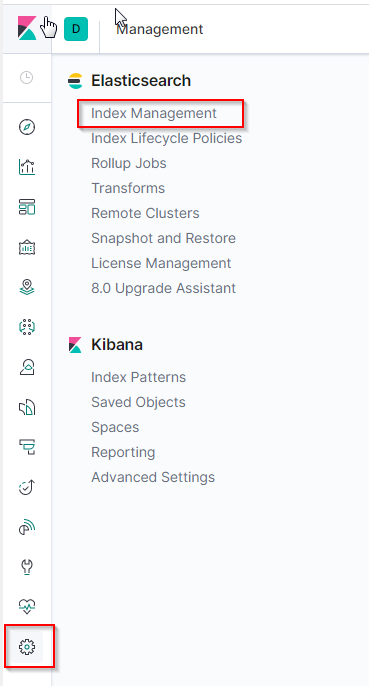 D
Management
Elasticsearch
Index Management
Index Lifecycle Policies
Rollup Jobs
Transforms
Remote Clusters
Snapshot and Restore
License Management
8.0 Upgrade Assistant
Kibana
Index Patterns
Saved Objects
Spaces
Reporting
Advanced Settings